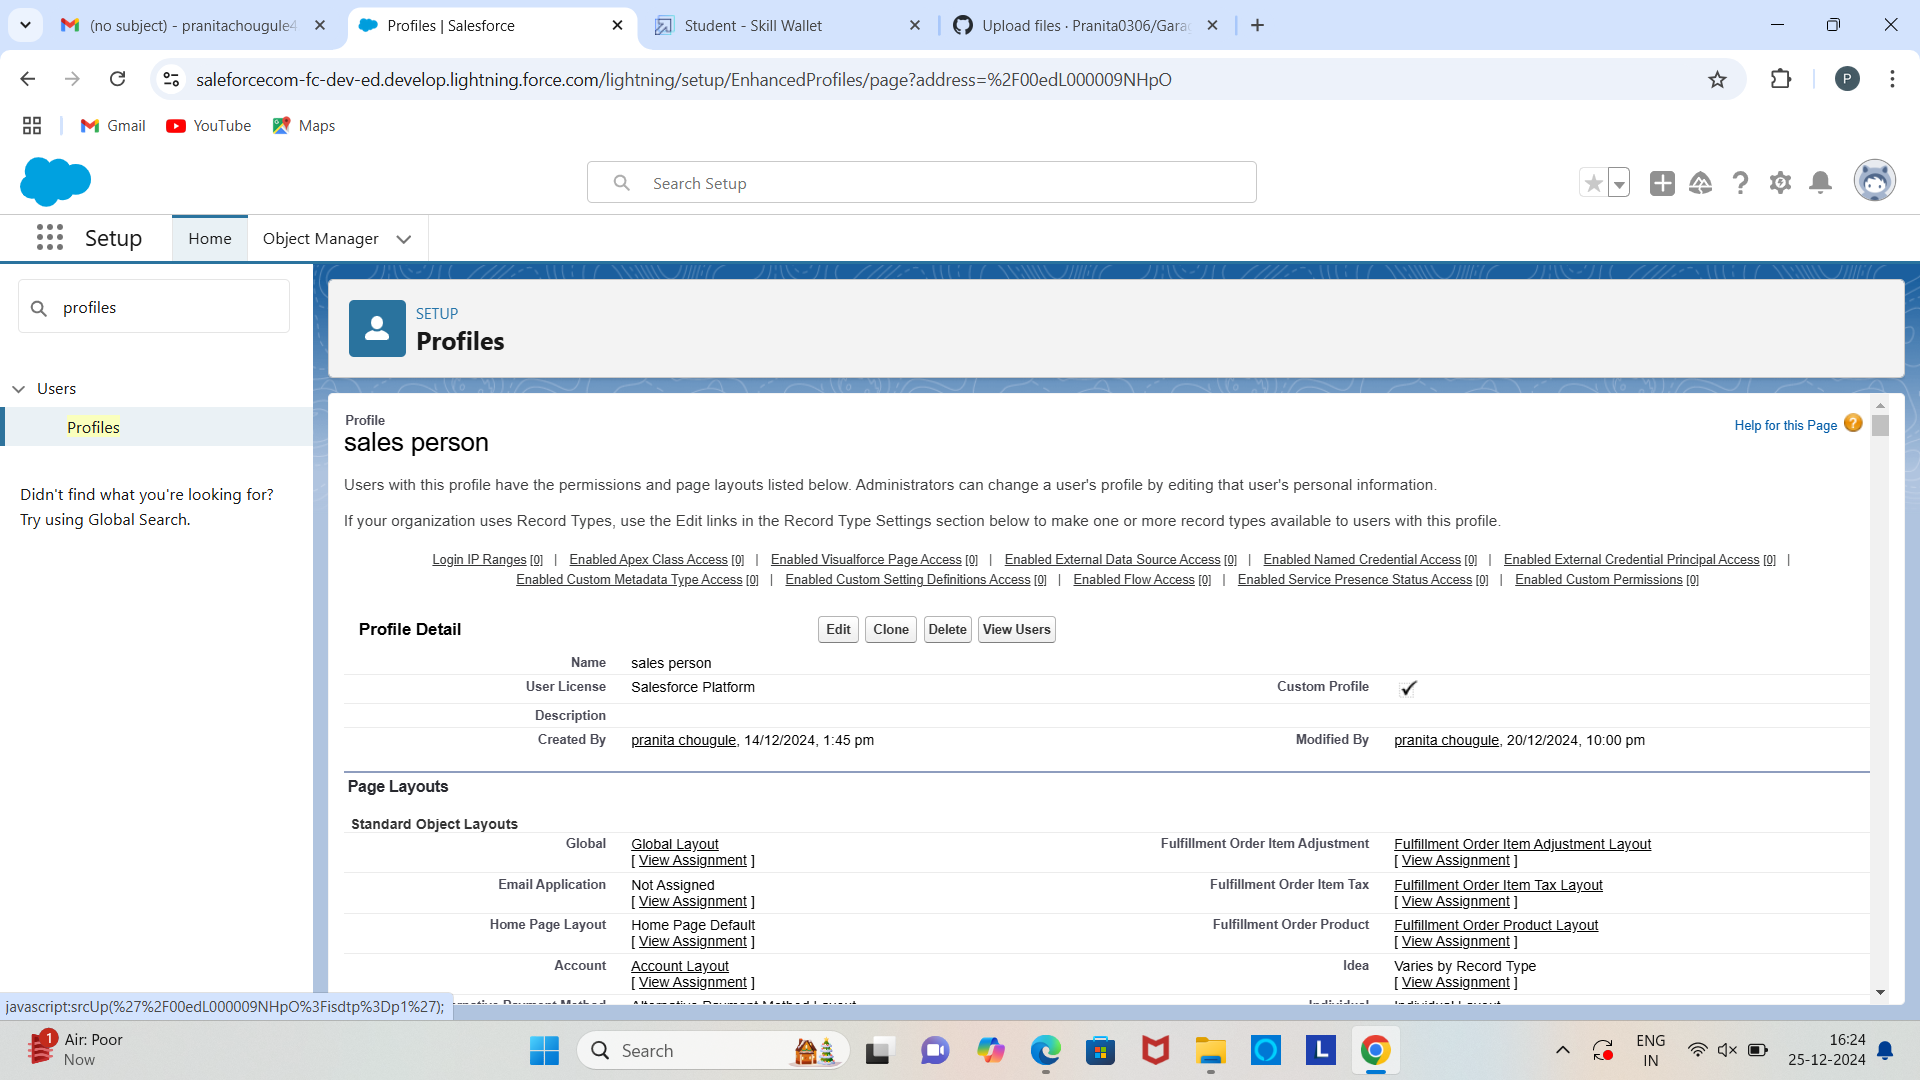 (no subject) - pranitachougule4
Profiles | Salesforce
Student - Skill Wallet
Upload files · Pranita0306/Garag
saleforcecom-fc-dev-ed.develop.lightning.force.com/lightning/setup/EnhancedProfiles/page?address=%2F00edL000009NHpO
P
Gmail
YouTube
Maps
Search Setup
Setup
Home
Object Manager
profiles
Users
Profiles
Didn't find what you're looking for?
Try using Global Search.
SETUP
Profiles
Profile
sales person
Help for this Page ?
Users with this profile have the permissions and page layouts listed below. Administrators can change a user's profile by editing that user's personal information.
If your organization uses Record Types, use the Edit links in the Record Type Settings section below to make one or more record types available to users with this profile.
Login IP Ranges [0] | Enabled Apex Class Access [0] | Enabled Visualforce Page Access [0] | Enabled External Data Source Access [0] | Enabled Named Credential Access [0] | Enabled External Credential Principal Access [0] |
Enabled Custom Metadata Type Access [0] | Enabled Custom Setting Definitions Access [0] | Enabled Flow Access [0] | Enabled Service Presence Status Access [0] | Enabled Custom Permissions [0]
Profile Detail
Edit Clone Delete View Users
Name sales person
User License Salesforce Platform Custom Profile
Description
Created By pranita chougule, 14/12/2024, 1:45 pm Modified By pranita chougule, 20/12/2024, 10:00 pm
Page Layouts
Standard Object Layouts
Global Global Layout Fulfillment Order Item Adjustment Fulfillment Order Item Adjustment Layout
[ View Assignment ] [ View Assignment ]
Email Application Not Assigned Fulfillment Order Item Tax Fulfillment Order Item Tax Layout
[ View Assignment ] [ View Assignment ]
Home Page Layout Home Page Default Fulfillment Order Product Fulfillment Order Product Layout
[ View Assignment ] [ View Assignment ]
Account Account Layout Idea Varies by Record Type
[ View Assignment ] [ View Assignment ]
Payment Method Alternative Payment Method Layout Individual Individual Layout
javascript:srcUp(%27%2F00edL000009NHpO%3Fisdtp%3Dp1%27);
1
Air: Poor
Now
Search
L
ENG
IN
16:24
25-12-2024